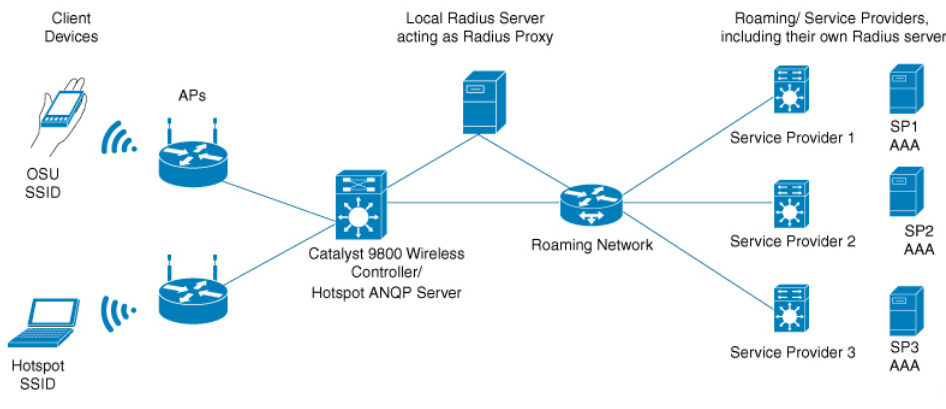 Client
Devices
Local Radius Server
acting as Radius Proxy
Roaming/ Service Providers,
including their own Radius server
APs
OSU
SSID
Service Provider 1
SP1
AAA
Catalyst 9800 Wireless
Controller/
Hotspot ANQP Server
Roaming Network
Service Provider 2
SP2
AAA
Hotspot
SSID
Service Provider 3
SP3
AAA